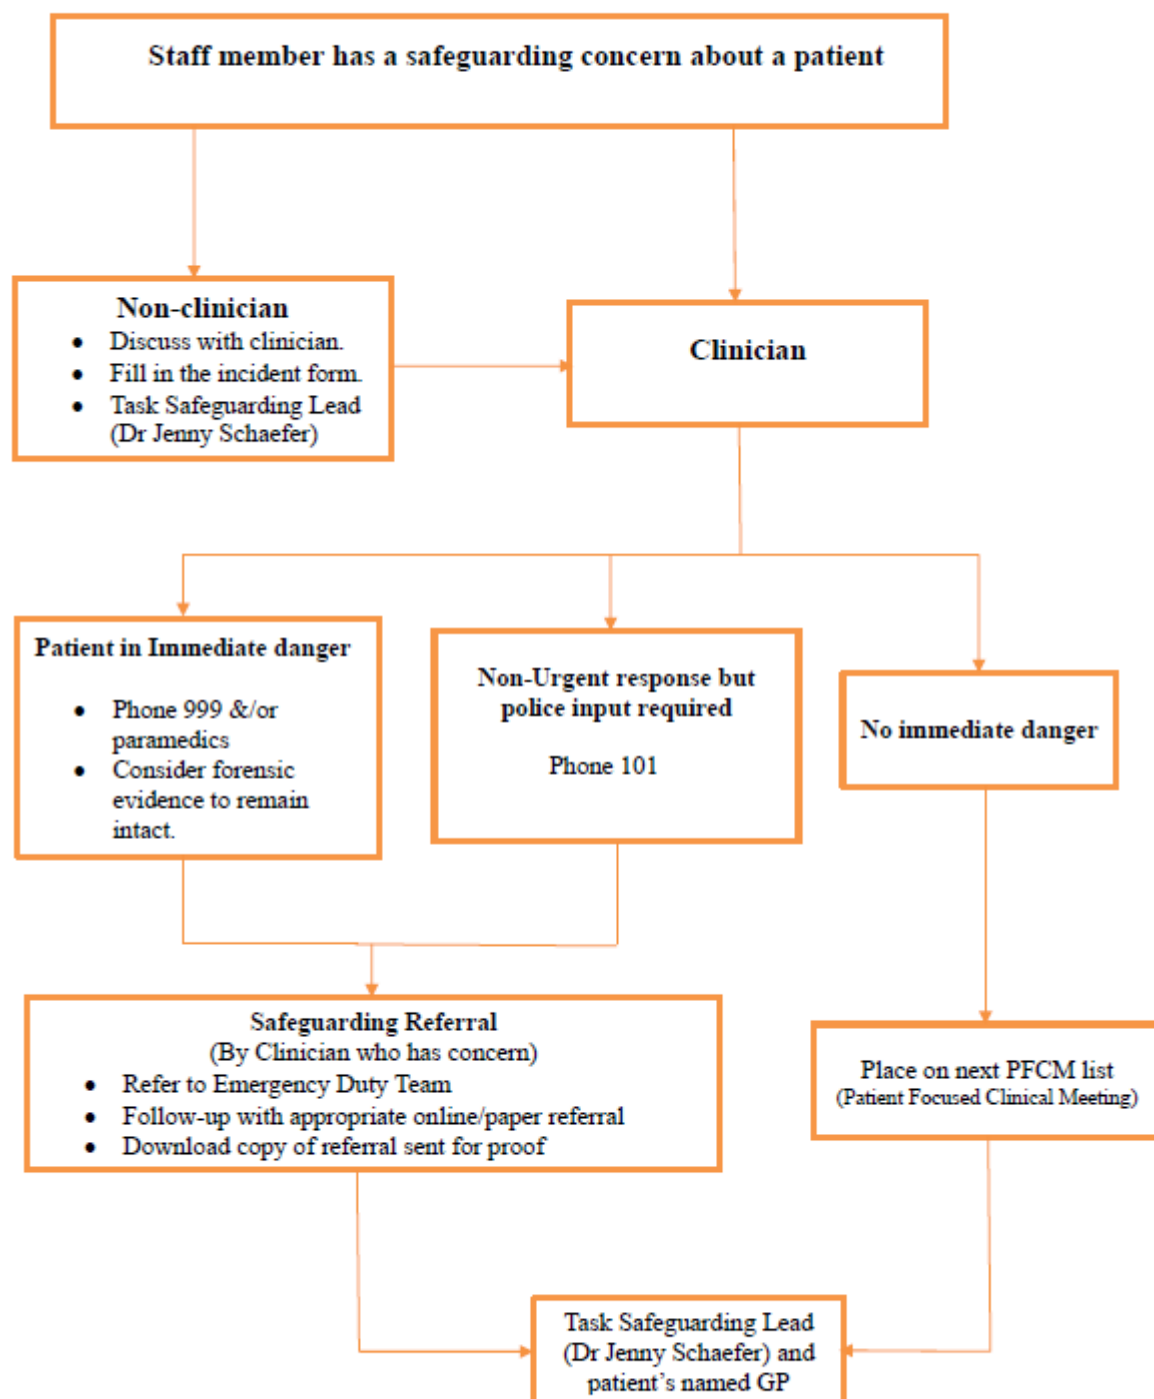 Staff member has a safeguarding concern about a patient
Non-clinician
• Discuss with clinician.
• Fill in the incident form.
• Task Safeguarding Lead
(Dr Jenny Schaefer)
Clinician
Patient in Immediate danger
• Phone 999 &/or
paramedics
• Consider forensic
evidence to remain
intact.
Non-Urgent response but
police input required
Phone 101
No immediate danger
Safeguarding Referral
(By Clinician who has concern)
• Refer to Emergency Duty Team
• Follow-up with appropriate online/paper referral
• Download copy of referral sent for proof
Place on next PFCM list
(Patient Focused Clinical Meeting)
Task Safeguarding Lead
(Dr Jenny Schaefer) and
patient’s named GP